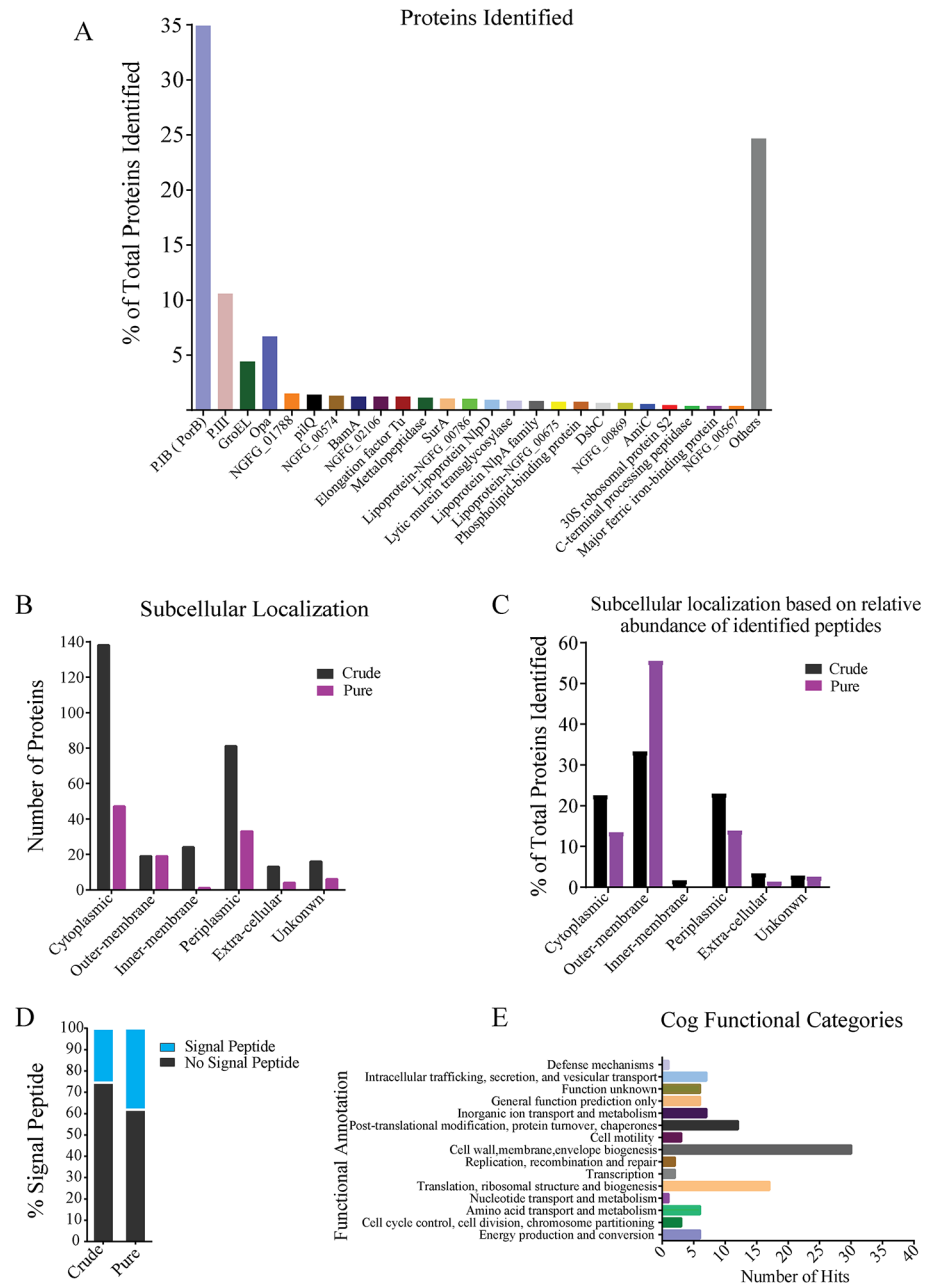 A
Proteins Identified
% of Total Proteins Identified
35
30
25
20
15
10
5
P.IB ( PorB)
P.III
GroEL
Opa
NGFG_01788
pilQ
NGFG_00574
BamA
NGFG_02106
Elongation factor Tu
Mettalopeptidase
SurA
Lipoprotein-NGFG_00786
Lipoprotein NlpD
Lytic murein transglycosylase
Lipoprotein NlpA family
Lipoprotein-NGFG_00675
Phospholipid-binding protein
DsbC
NGFG_00869
AmiC
30S robosomal protein S2
C-terminal processing peptidase
Major ferric iron-binding protein
NGFG_00567
Others
B
Subcellular Localization
Number of Proteins
140
120
100
80
60
40
20
0
Crude
Pure
Cytoplasmic
Outer-membrane
Inner-membrane
Periplasmic
Extra-cellular
Unkonwn
C
Subcellular localization based on relative
abundance of identified peptides
% of Total Proteins Identified
60
50
40
30
20
10
0
Crude
Pure
Cytoplasmic
Outer-membrane
Inner-membrane
Periplasmic
Extra-cellular
Unkonwn
D
% Signal Peptide
100
90
80
70
60
50
40
30
20
10
0
Signal Peptide
No Signal Peptide
Crude
Pure
E
Cog Functional Categories
Functional Annotation
Defense mechanisms
Intracellular trafficking, secretion, and vesicular transport
Function unknown
General function prediction only
Inorganic ion transport and metabolism
Post-translational modification, protein turnover, chaperones
Cell motility
Cell wall,membrane,envelope biogenesis
Replication, recombination and repair
Transcription
Translation, ribosomal structure and biogenesis
Nucleotide transport and metabolism
Amino acid transport and metabolism
Cell cycle control, cell division, chromosome partitioning
Energy production and conversion
0
5
10
15
20
25
30
35
40
Number of Hits